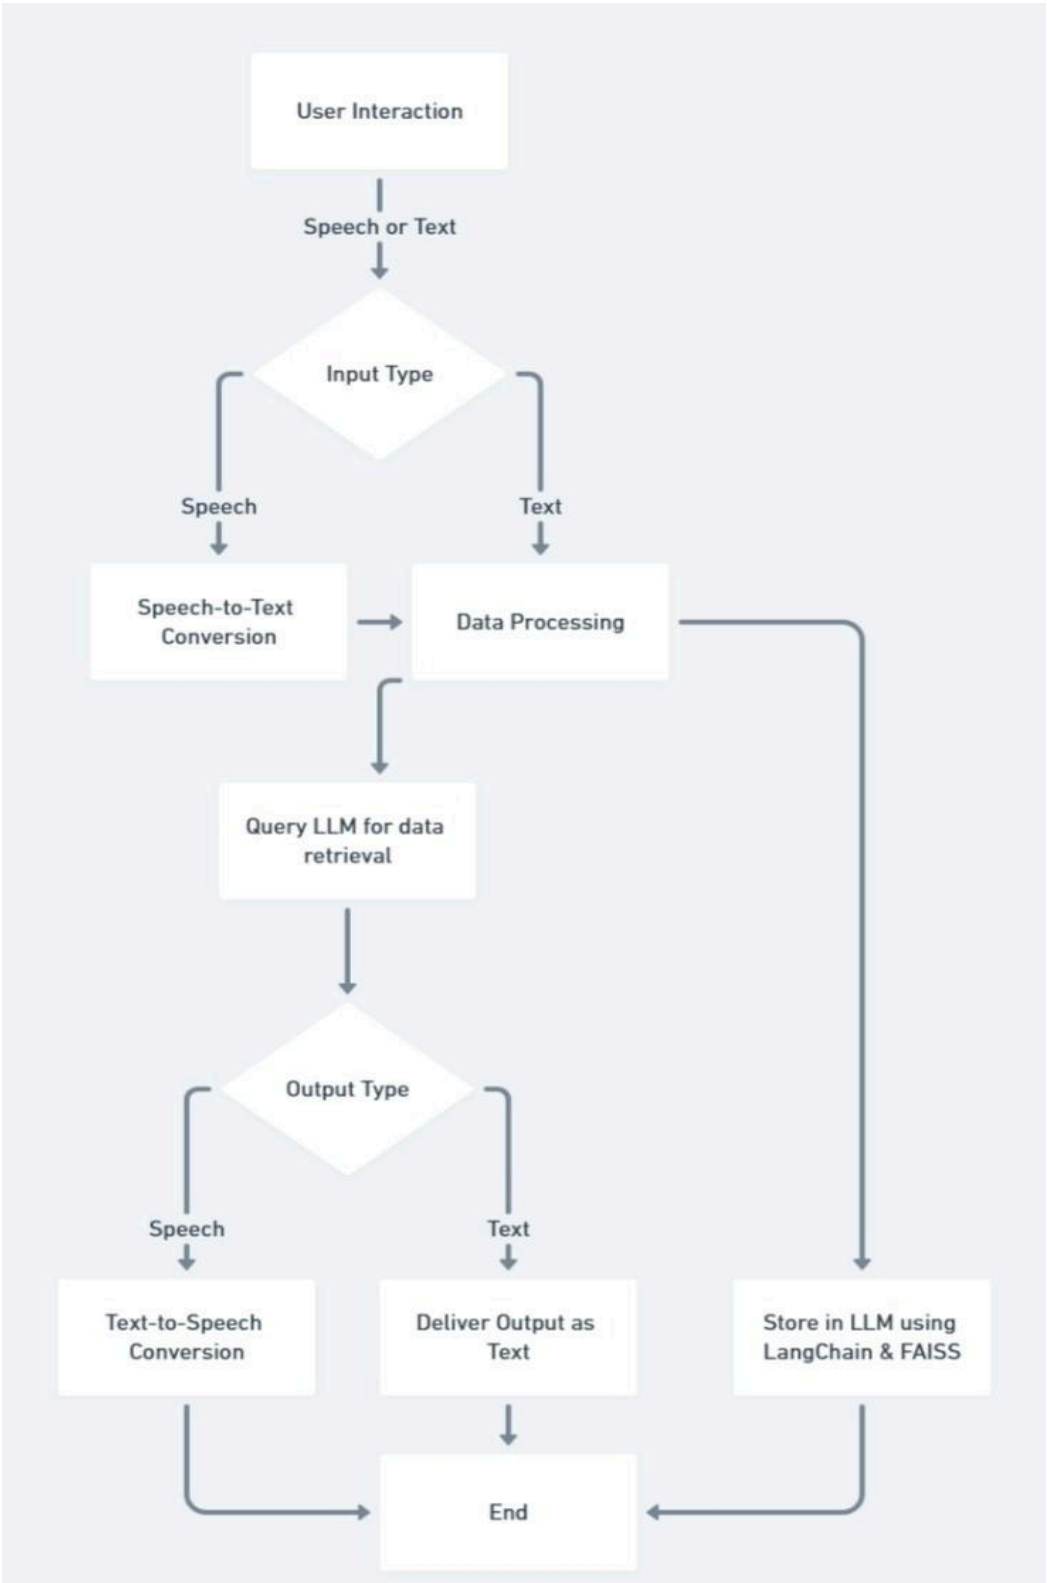 User Interaction
Speech or Text
Input Type
Speech
Text
Speech-to-Text
Conversion
Data Processing
Query LLM for data
retrieval
Output Type
Speech
Text
Text-to-Speech
Conversion
Deliver Output as
Text
Store in LLM using
LangChain & FAISS
End